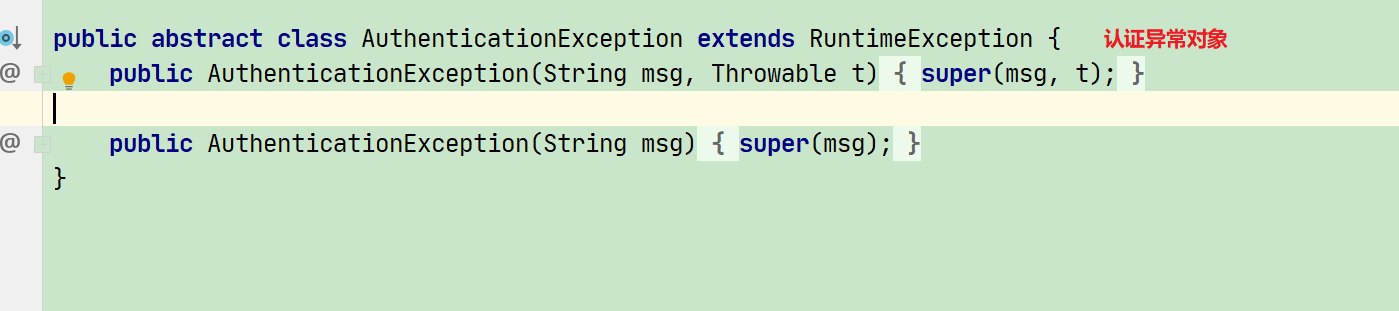 public abstract class AuthenticationException extends RuntimeException { 认证异常对象
@ public AuthenticationException(String msg, Throwable t) { super(msg, t); }
@ public AuthenticationException(String msg) { super(msg); }
}